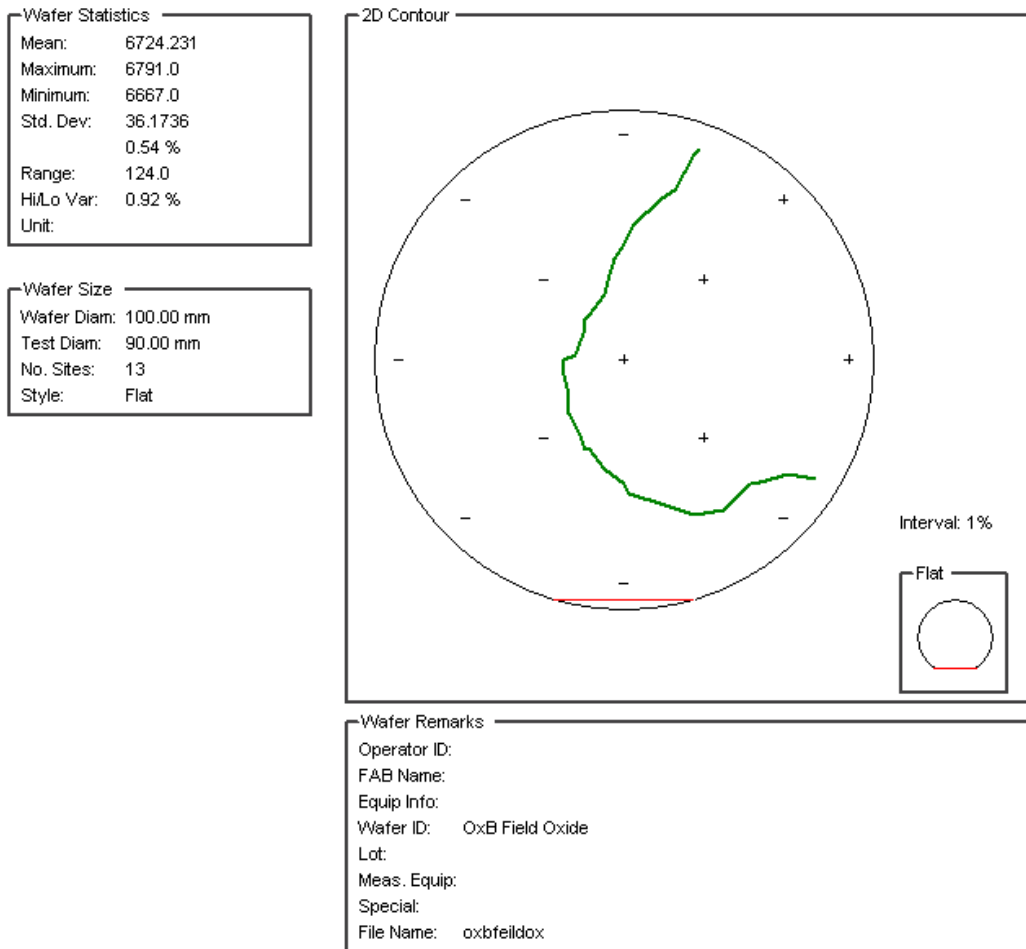 Wafer Statistics
Mean: 6724.231
Maximum: 6791.0
Minimum: 6667.0
Std. Dev: 36.1736
0.54 %
Range: 124.0
Hi/Lo Var: 0.92 %
Unit:
Wafer Size
Wafer Diam: 100.00 mm
Test Diam: 90.00 mm
No. Sites: 13
Style: Flat
2D Contour
Interval: 1%
Flat
Wafer Remarks
Operator ID:
FAB Name:
Equip Info:
Wafer ID: OxB Field Oxide
Lot:
Meas. Equip:
Special:
File Name: oxbfeildox